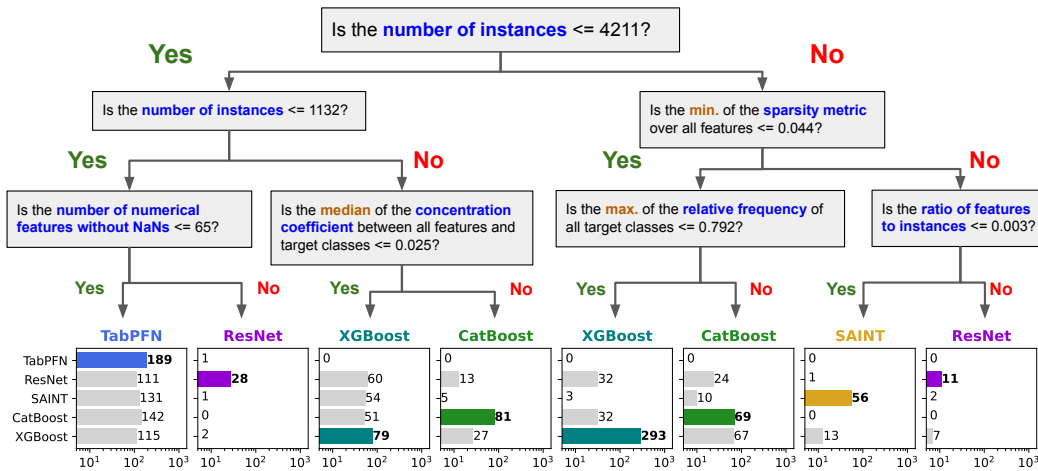 Is the number of instances <= 4211?
Yes
No
Is the number of instances <= 1132?
Is the min. of the sparsity metric
over all features <= 0.044?
Yes
No
Yes
No
Is the number of numerical
features without NaNs <= 65?
Is the median of the concentration
coefficient between all features and
target classes <= 0.025?
Is the max. of the relative frequency of
all target classes <= 0.792?
Is the ratio of features
to instances <= 0.003?
Yes
No
Yes
No
Yes
No
Yes
No
TabPFN
ResNet
XGBoost
CatBoost
XGBoost
CatBoost
SAINT
ResNet
TabPFN 189 1 0 0 0 0 0 0
ResNet 111 28 60 13 32 24 1 11
SAINT 131 1 54 5 3 10 56 2
CatBoost 142 0 51 81 32 69 0 0
XGBoost 115 2 79 27 293 67 13 7
10¹ 10² 10³ 10¹ 10² 10³ 10¹ 10² 10³ 10¹ 10² 10³ 10¹ 10² 10³ 10¹ 10² 10³ 10¹ 10² 10³ 10¹ 10² 10³